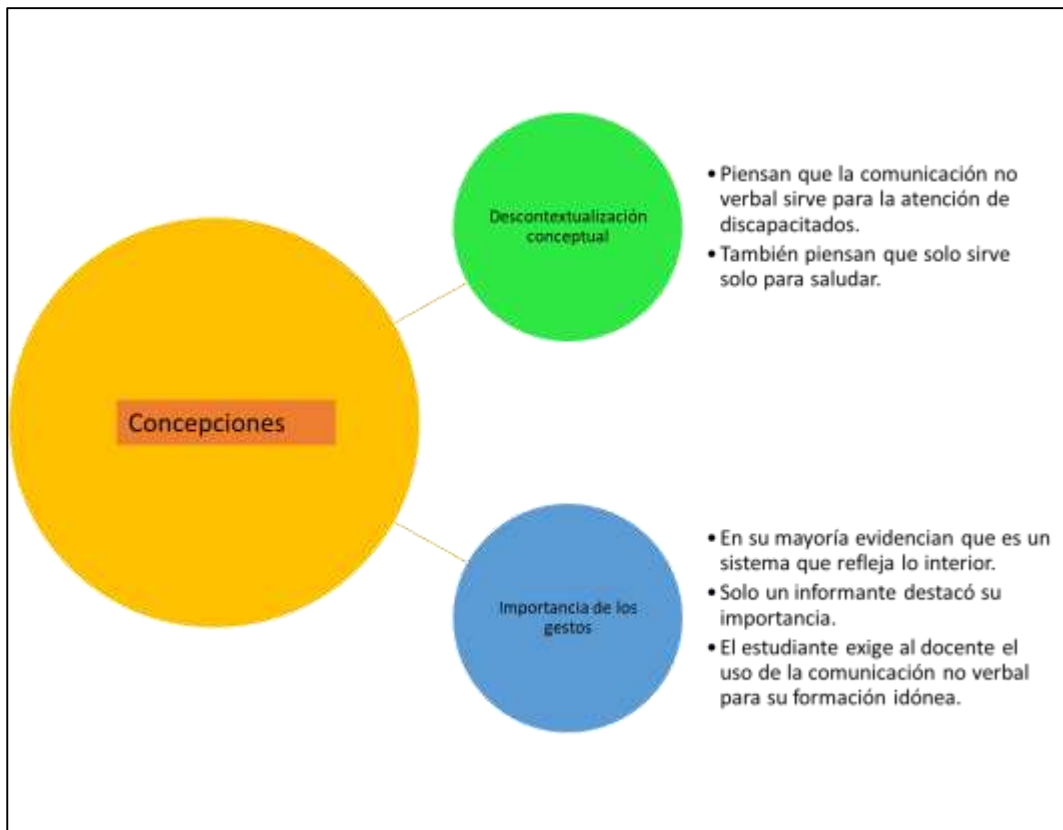 Concepciones
Descontextualización
conceptual
• Piensan que la comunicación no
verbal sirve para la atención de
discapacitados.
• También piensan que solo sirve
solo para saludar.
Importancia de los
gestos
• En su mayoría evidencian que es un
sistema que refleja lo interior.
• Solo un informante destacó su
importancia.
• El estudiante exige al docente el
uso de la comunicación no verbal
para su formación idónea.